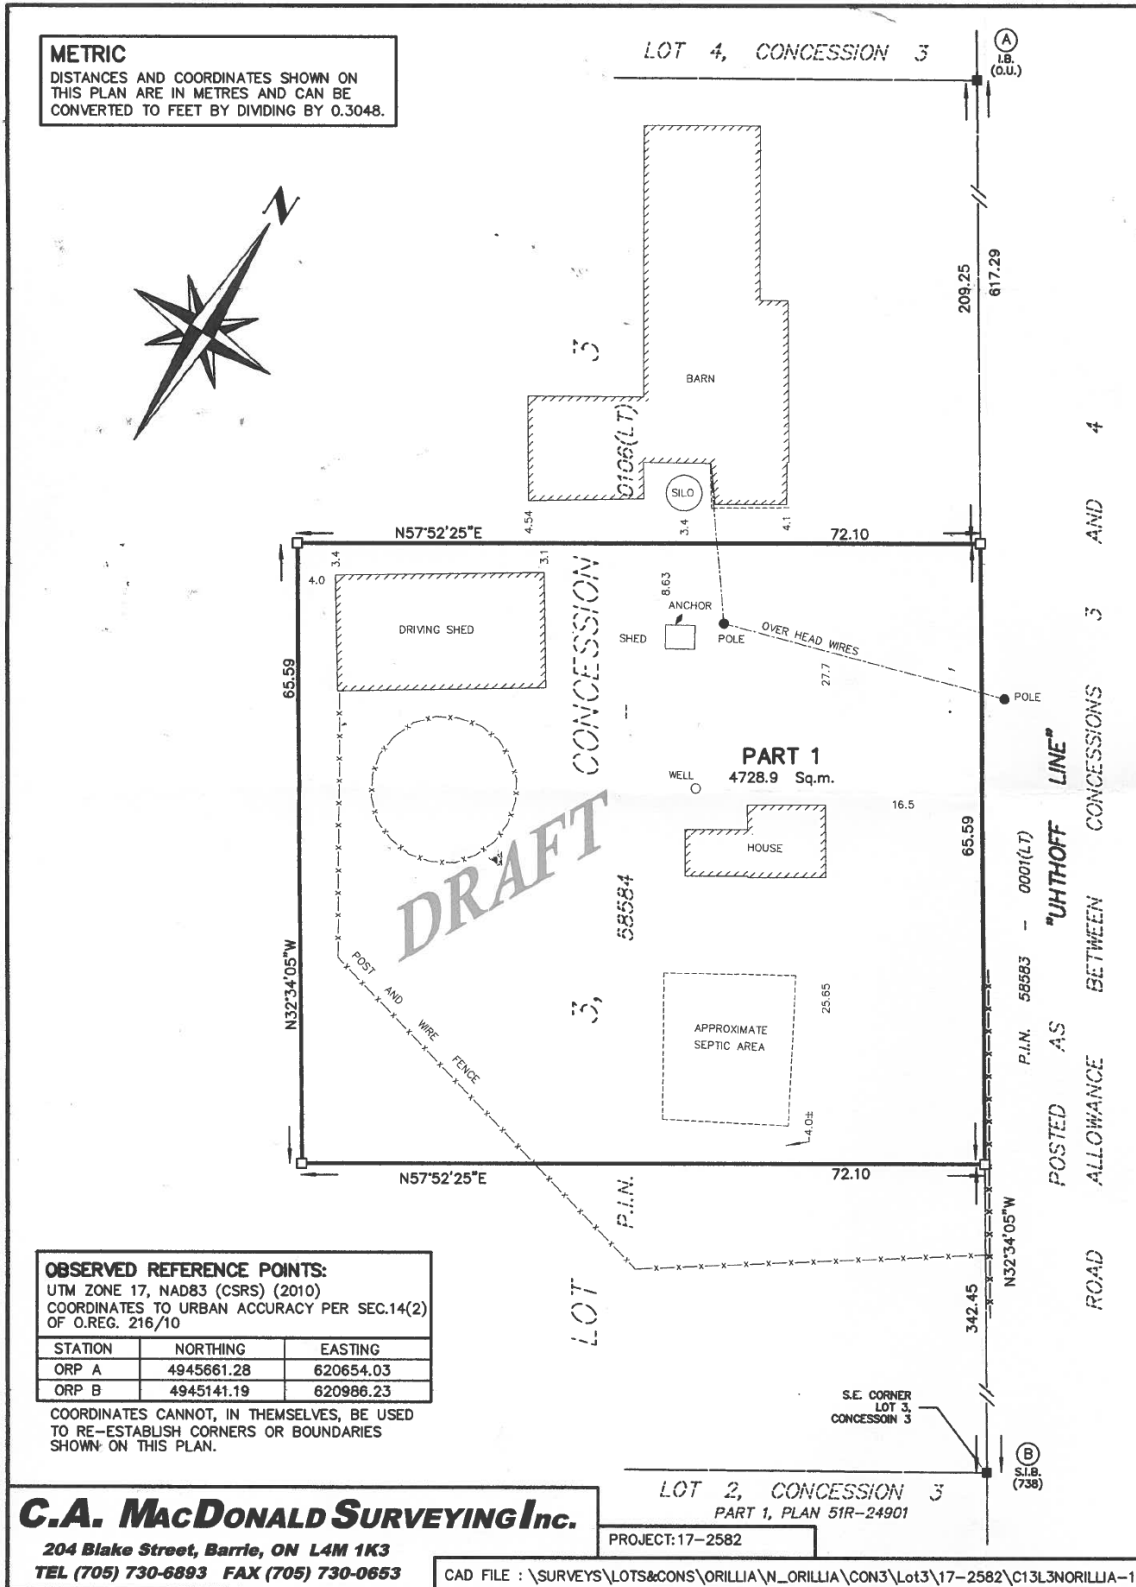 METRIC
DISTANCES AND COORDINATES SHOWN ON
THIS PLAN ARE IN METRES AND CAN BE
CONVERTED TO FEET BY DIVIDING BY 0.3048.
LOT 4, CONCESSION 3
A
I.B.
(O.U.)
N
209.25
617.29
3
BARN
0106(LT)
SILO
4.54
3.4
4.1
N57°52'25"E
72.10
4.0
3.4
3.1
DRIVING SHED
CONCESSION
8.63
ANCHOR
SHED
POLE
OVER HEAD WIRES
27.7
POLE
65.59
PART 1
4728.9 Sq.m.
WELL
16.5
HOUSE
65.59
DRAFT
58584
–
3,
N32°34'05"W
POST AND WIRE FENCE
25.65
APPROXIMATE
SEPTIC AREA
4.0±
P.I.N. 58583 – 0001(LT)
POSTED AS "UHTHOFF LINE"
ROAD ALLOWANCE BETWEEN CONCESSIONS 3 AND 4
N57°52'25"E
72.10
P.I.N.
LOT
N32°34'05"W
342.45
OBSERVED REFERENCE POINTS:
UTM ZONE 17, NAD83 (CSRS) (2010)
COORDINATES TO URBAN ACCURACY PER SEC.14(2)
OF O.REG. 216/10
STATION NORTHING EASTING
ORP A 4945661.28 620654.03
ORP B 4945141.19 620986.23
COORDINATES CANNOT, IN THEMSELVES, BE USED
TO RE-ESTABLISH CORNERS OR BOUNDARIES
SHOWN ON THIS PLAN.
S.E. CORNER
LOT 3,
CONCESSOIN 3
B
S.I.B.
(738)
LOT 2, CONCESSION 3
PART 1, PLAN 51R-24901
C.A. MACDONALD SURVEYING Inc.
204 Blake Street, Barrie, ON L4M 1K3
TEL (705) 730-6893 FAX (705) 730-0653
PROJECT: 17-2582
CAD FILE : \SURVEYS\LOTS&CONS\ORILLIA\N_ORILLIA\CON3\Lot3\17-2582\C13L3NORILLIA-1